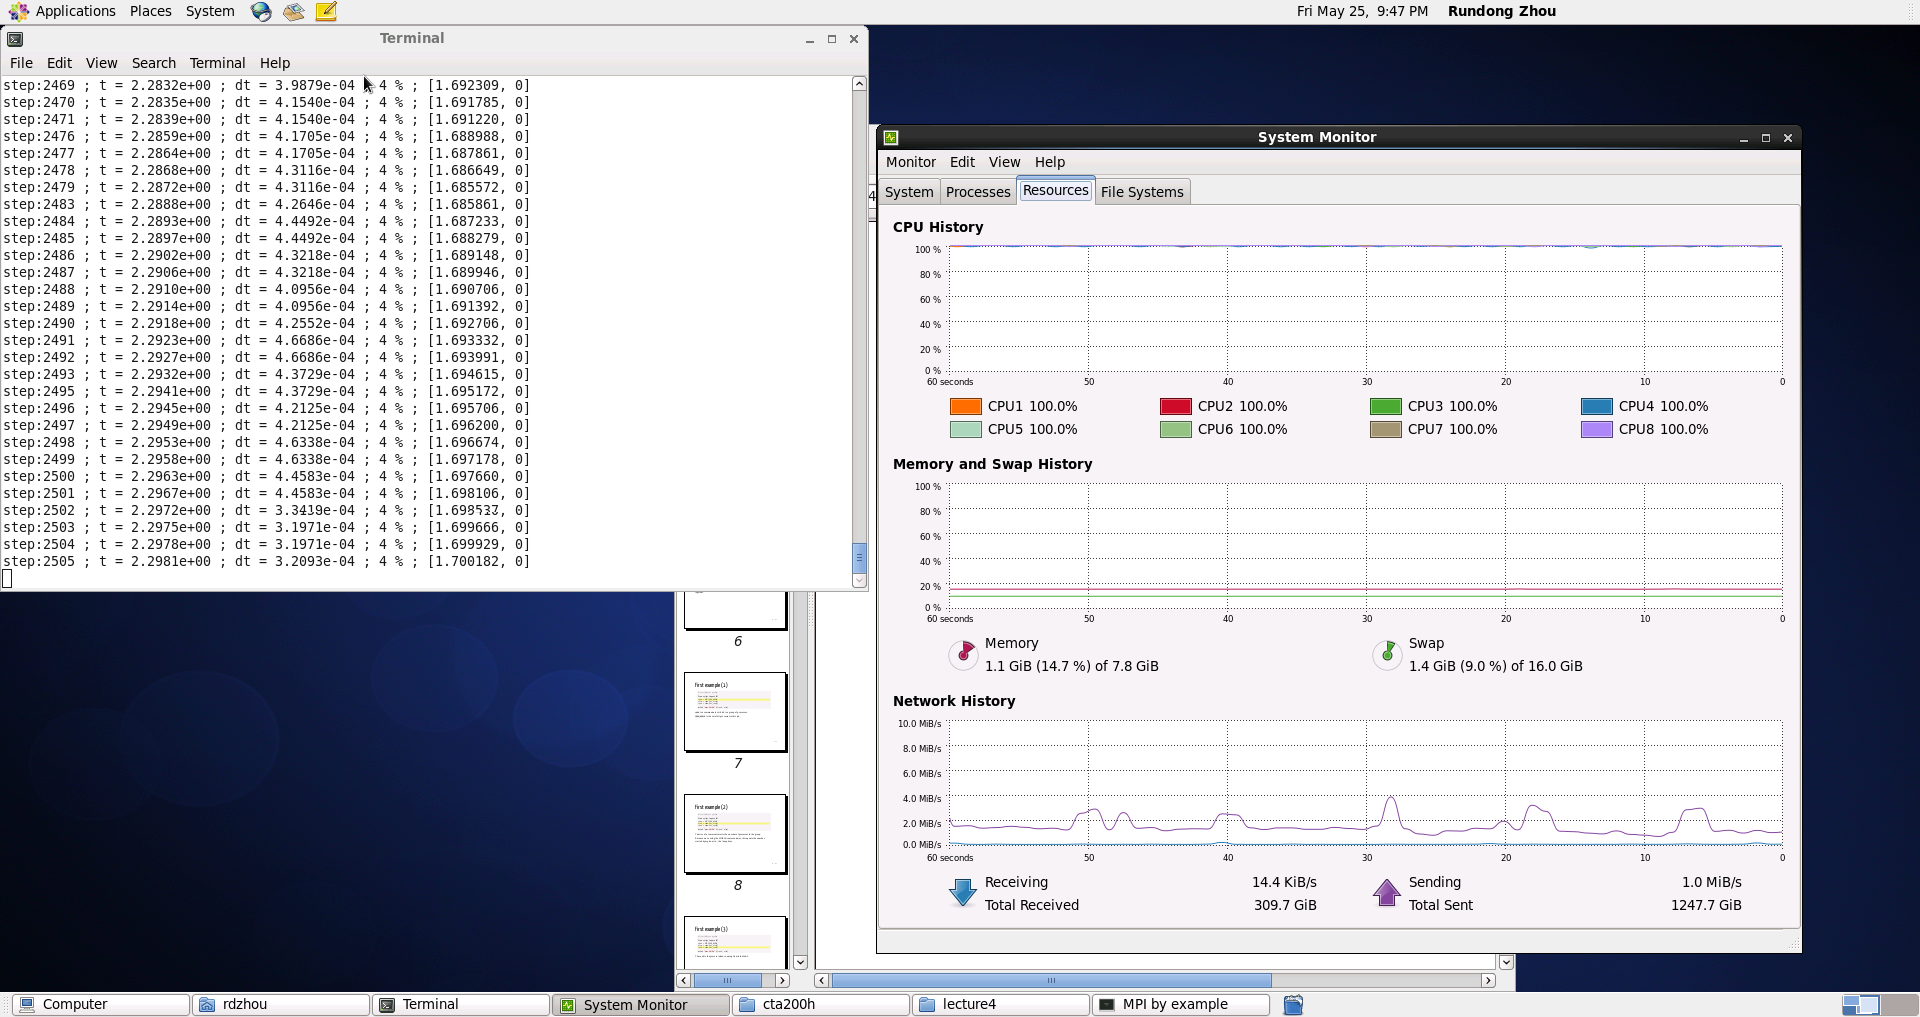 Applications Places System Fri May 25, 9:47 PM Rundong Zhou
Terminal
File Edit View Search Terminal Help
step:2469 ; t = 2.2832e+00 ; dt = 3.9879e-04 ; 4 % ; [1.692309, 0]
step:2470 ; t = 2.2835e+00 ; dt = 4.1540e-04 ; 4 % ; [1.691785, 0]
step:2471 ; t = 2.2839e+00 ; dt = 4.1540e-04 ; 4 % ; [1.691220, 0]
step:2476 ; t = 2.2859e+00 ; dt = 4.1705e-04 ; 4 % ; [1.688988, 0]
step:2477 ; t = 2.2864e+00 ; dt = 4.1705e-04 ; 4 % ; [1.687861, 0]
step:2478 ; t = 2.2868e+00 ; dt = 4.3116e-04 ; 4 % ; [1.686649, 0]
step:2479 ; t = 2.2872e+00 ; dt = 4.3116e-04 ; 4 % ; [1.685572, 0]
step:2483 ; t = 2.2888e+00 ; dt = 4.2646e-04 ; 4 % ; [1.685861, 0]
step:2484 ; t = 2.2893e+00 ; dt = 4.4492e-04 ; 4 % ; [1.687233, 0]
step:2485 ; t = 2.2897e+00 ; dt = 4.4492e-04 ; 4 % ; [1.688279, 0]
step:2486 ; t = 2.2902e+00 ; dt = 4.3218e-04 ; 4 % ; [1.689148, 0]
step:2487 ; t = 2.2906e+00 ; dt = 4.3218e-04 ; 4 % ; [1.689946, 0]
step:2488 ; t = 2.2910e+00 ; dt = 4.0956e-04 ; 4 % ; [1.690706, 0]
step:2489 ; t = 2.2914e+00 ; dt = 4.0956e-04 ; 4 % ; [1.691392, 0]
step:2490 ; t = 2.2918e+00 ; dt = 4.2552e-04 ; 4 % ; [1.692706, 0]
step:2491 ; t = 2.2923e+00 ; dt = 4.6686e-04 ; 4 % ; [1.693332, 0]
step:2492 ; t = 2.2927e+00 ; dt = 4.6686e-04 ; 4 % ; [1.693991, 0]
step:2493 ; t = 2.2932e+00 ; dt = 4.3729e-04 ; 4 % ; [1.694615, 0]
step:2495 ; t = 2.2941e+00 ; dt = 4.3729e-04 ; 4 % ; [1.695172, 0]
step:2496 ; t = 2.2945e+00 ; dt = 4.2125e-04 ; 4 % ; [1.695706, 0]
step:2497 ; t = 2.2949e+00 ; dt = 4.2125e-04 ; 4 % ; [1.696200, 0]
step:2498 ; t = 2.2953e+00 ; dt = 4.6338e-04 ; 4 % ; [1.696674, 0]
step:2499 ; t = 2.2958e+00 ; dt = 4.6338e-04 ; 4 % ; [1.697178, 0]
step:2500 ; t = 2.2963e+00 ; dt = 4.4583e-04 ; 4 % ; [1.697660, 0]
step:2501 ; t = 2.2967e+00 ; dt = 4.4583e-04 ; 4 % ; [1.698106, 0]
step:2502 ; t = 2.2972e+00 ; dt = 3.3419e-04 ; 4 % ; [1.698537, 0]
step:2503 ; t = 2.2975e+00 ; dt = 3.1971e-04 ; 4 % ; [1.699666, 0]
step:2504 ; t = 2.2978e+00 ; dt = 3.1971e-04 ; 4 % ; [1.699929, 0]
step:2505 ; t = 2.2981e+00 ; dt = 3.2093e-04 ; 4 % ; [1.700182, 0]
6
First example (1)
7
First example (2)
8
First example (3)
System Monitor
Monitor Edit View Help
System Processes Resources File Systems
CPU History
100 %
80 %
60 %
40 %
20 %
0 %
60 seconds 50 40 30 20 10 0
CPU1 100.0% CPU2 100.0% CPU3 100.0% CPU4 100.0%
CPU5 100.0% CPU6 100.0% CPU7 100.0% CPU8 100.0%
Memory and Swap History
100 %
80 %
60 %
40 %
20 %
0 %
60 seconds 50 40 30 20 10 0
Memory Swap
1.1 GiB (14.7 %) of 7.8 GiB 1.4 GiB (9.0 %) of 16.0 GiB
Network History
10.0 MiB/s
8.0 MiB/s
6.0 MiB/s
4.0 MiB/s
2.0 MiB/s
0.0 MiB/s
60 seconds 50 40 30 20 10 0
Receiving 14.4 KiB/s Sending 1.0 MiB/s
Total Received 309.7 GiB Total Sent 1247.7 GiB
Computer rdzhou Terminal System Monitor cta200h lecture4 MPI by example